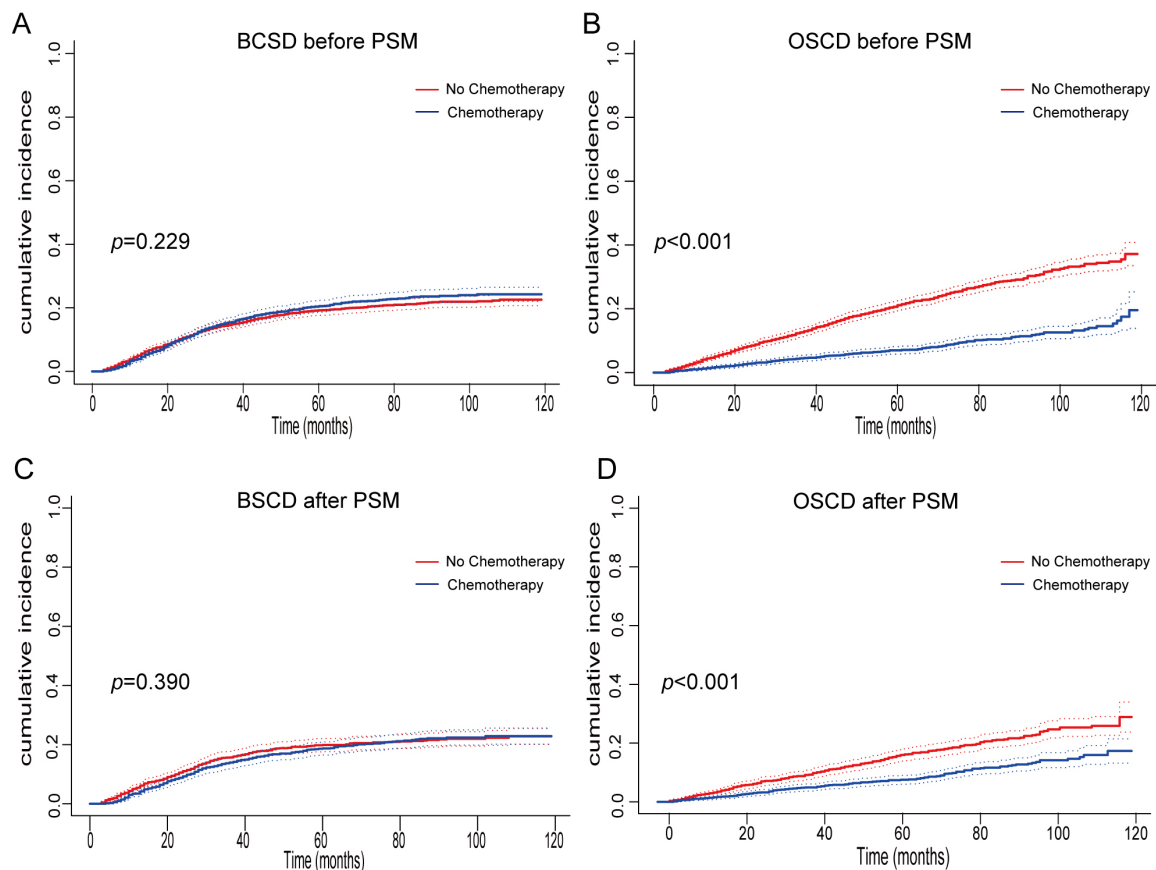 A
BCSD before PSM
cumulative incidence
1.0
0.8
0.6
0.4
0.2
0.0
No Chemotherapy
Chemotherapy
p=0.229
0 20 40 60 80 100 120
Time (months)
B
OSCD before PSM
cumulative incidence
1.0
0.8
0.6
0.4
0.2
0.0
No Chemotherapy
Chemotherapy
p<0.001
0 20 40 60 80 100 120
Time (months)
C
BSCD after PSM
cumulative incidence
1.0
0.8
0.6
0.4
0.2
0.0
No Chemotherapy
Chemotherapy
p=0.390
0 20 40 60 80 100 120
Time (months)
D
OSCD after PSM
cumulative incidence
1.0
0.8
0.6
0.4
0.2
0.0
No Chemotherapy
Chemotherapy
p<0.001
0 20 40 60 80 100 120
Time (months)